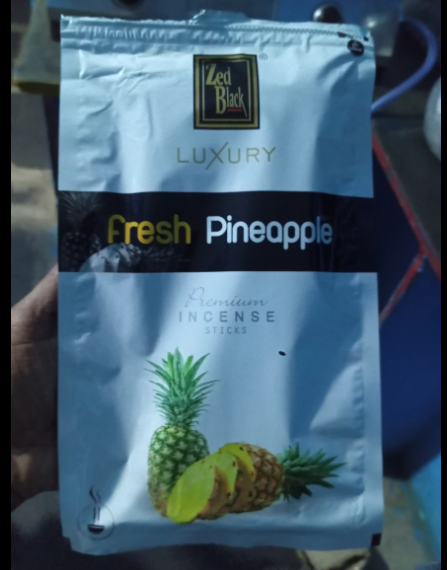 Zed
Black
LUXURY
Fresh Pineapple
Premium
INCENSE
STICKS